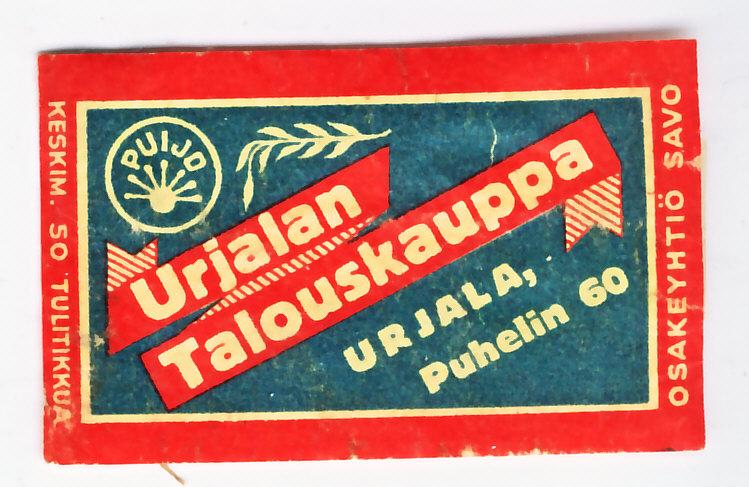 KESKIM. 50 TULITIKKUA
PUIJO
Urjalan
Talouskauppa
URJALA,
Puhelin 60
OSAKEYHTIÖ SAVO